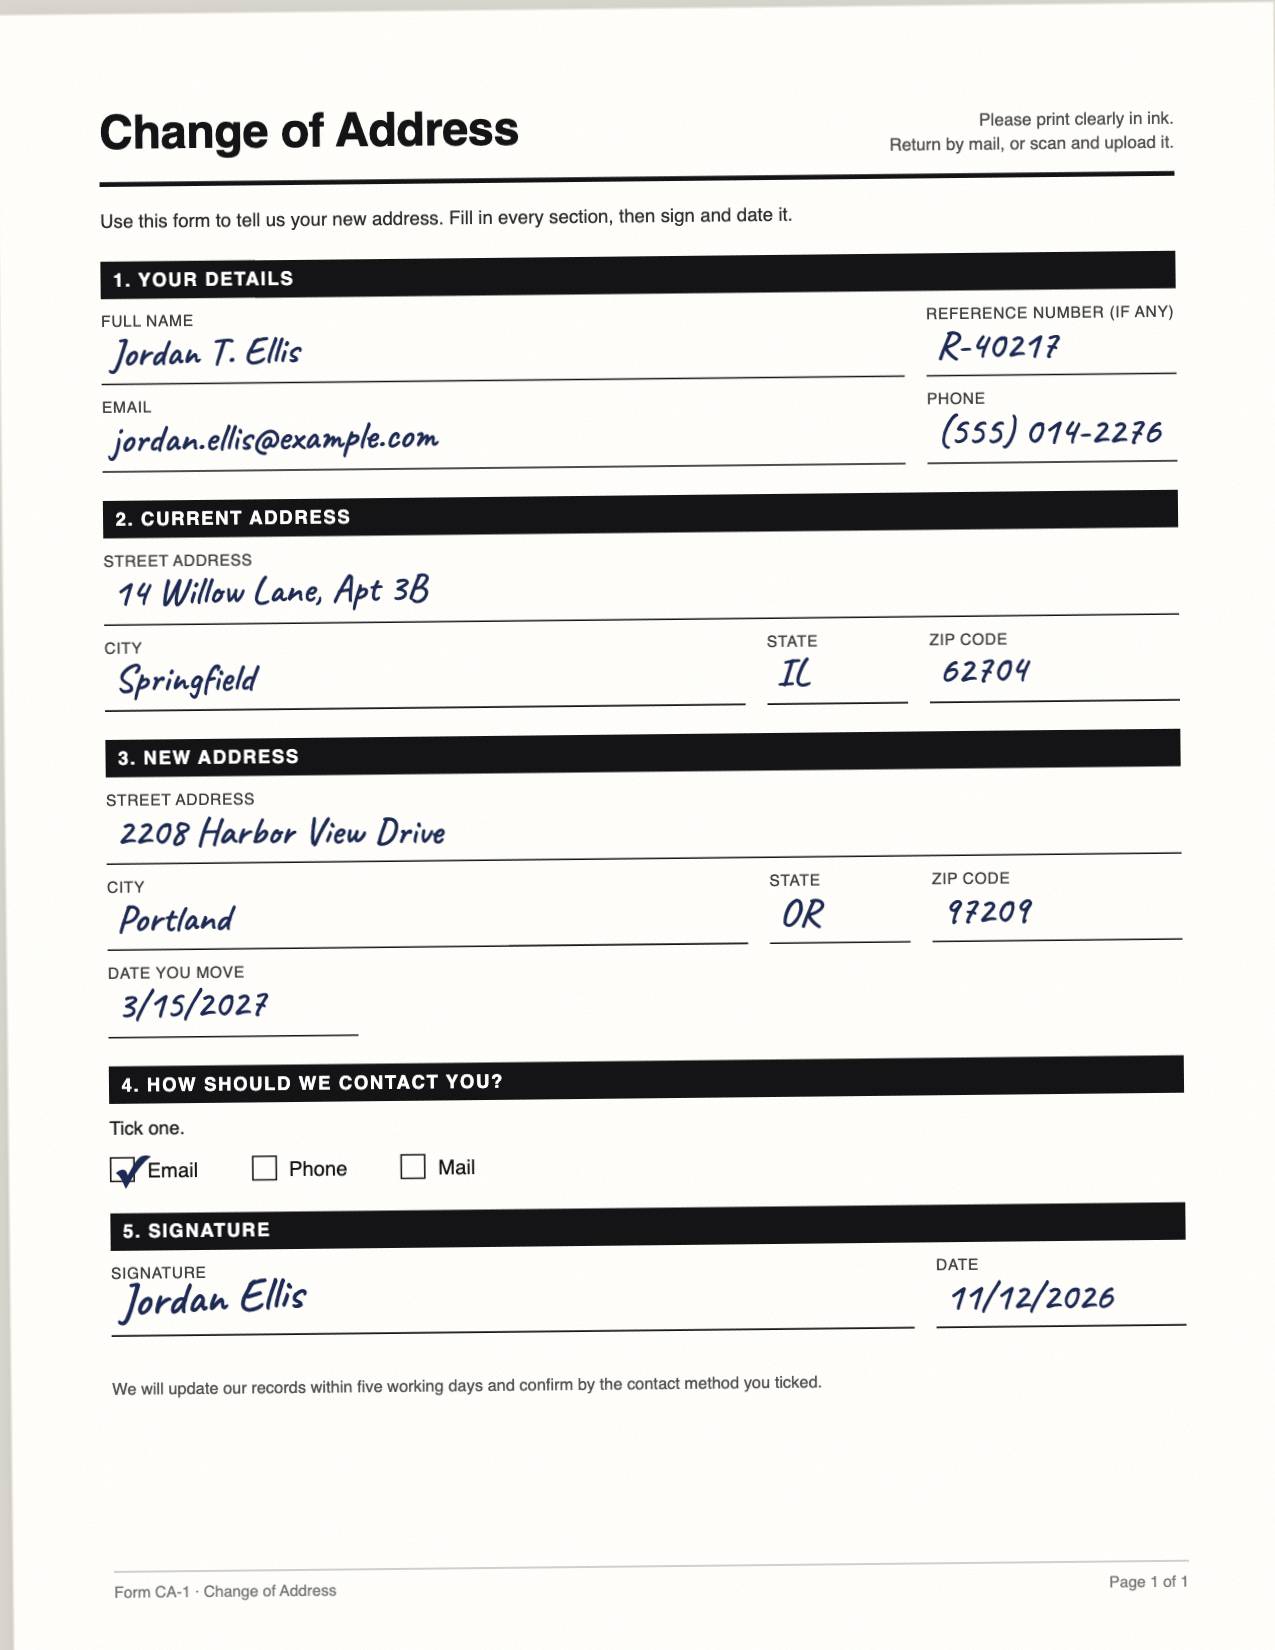 Change of Address
Please print clearly in ink.
Return by mail, or scan and upload it.
Use this form to tell us your new address. Fill in every section, then sign and date it.
1. YOUR DETAILS
FULL NAME
Jordan T. Ellis
REFERENCE NUMBER (IF ANY)
R-40217
EMAIL
jordan.ellis@example.com
PHONE
(555) 014-2276
2. CURRENT ADDRESS
STREET ADDRESS
14 Willow Lane, Apt 3B
CITY
Springfield
STATE
IL
ZIP CODE
62704
3. NEW ADDRESS
STREET ADDRESS
2208 Harbor View Drive
CITY
Portland
STATE
OR
ZIP CODE
97209
DATE YOU MOVE
3/15/2027
4. HOW SHOULD WE CONTACT YOU?
Tick one.
Email Phone Mail
5. SIGNATURE
SIGNATURE
Jordan Ellis
DATE
11/12/2026
We will update our records within five working days and confirm by the contact method you ticked.
Form CA-1 · Change of Address
Page 1 of 1